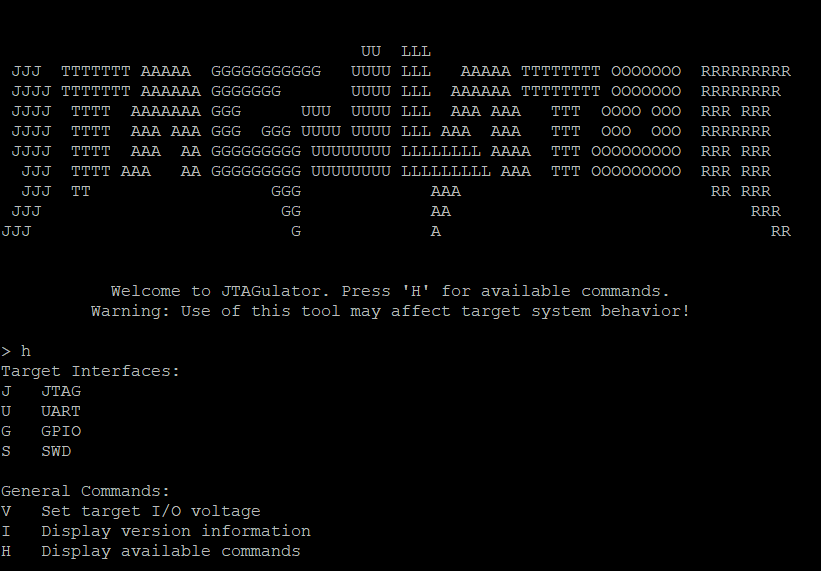 UU  LLL
 JJJ  TTTTTTT AAAAA  GGGGGGGGGGG   UUUU LLL   AAAAA TTTTTTTT OOOOOOO  RRRRRRRRR
 JJJJ TTTTTTT AAAAAA GGGGGGG       UUUU LLL  AAAAAA TTTTTTTT OOOOOOO  RRRRRRRR
 JJJJ  TTTT  AAAAAAA GGG      UUU  UUUU LLL  AAA AAA   TTT  OOOO OOO  RRR RRR
 JJJJ  TTTT  AAA AAA GGG  GGG UUUU UUUU LLL AAA  AAA   TTT  OOO  OOO  RRRRRRR
 JJJJ  TTTT  AAA  AA GGGGGGGGG UUUUUUUU LLLLLLLL AAAA  TTT OOOOOOOOO  RRR RRR
  JJJ  TTTT AAA   AA GGGGGGGGG UUUUUUUU LLLLLLLLL AAA  TTT OOOOOOOOO  RRR RRR
  JJJ  TT                  GGG             AAA                         RR RRR
 JJJ                        GG             AA                              RRR
JJJ                          G             A                                 RR
Welcome to JTAGulator. Press 'H' for available commands.
Warning: Use of this tool may affect target system behavior!
> h
Target Interfaces:
J   JTAG
U   UART
G   GPIO
S   SWD
General Commands:
V   Set target I/O voltage
I   Display version information
H   Display available commands